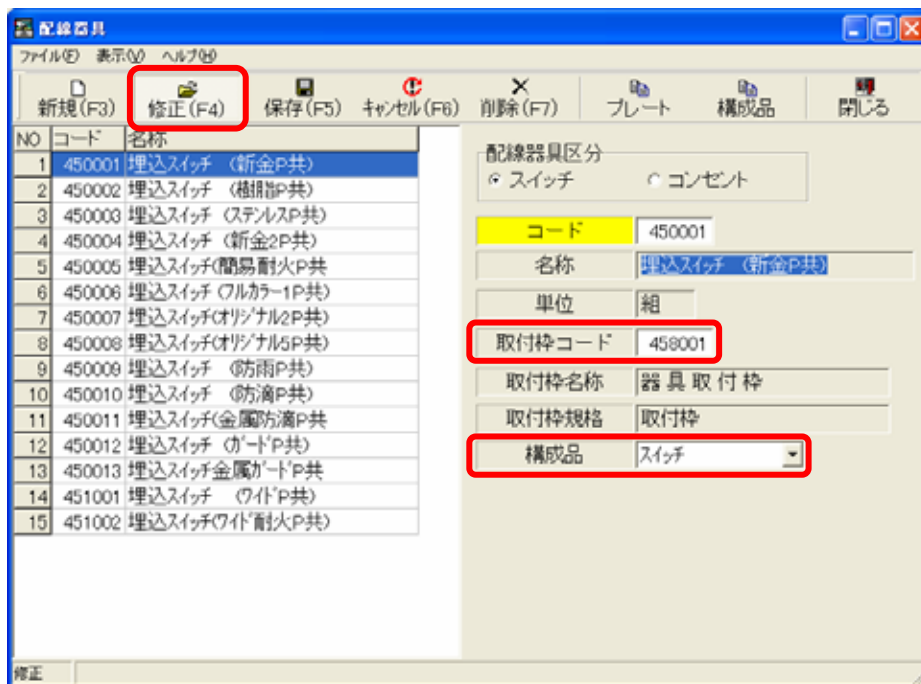 配線器具
ファイル(F) 表示(V) ヘルプ(H)
新規(F3) 修正(F4) 保存(F5) キャンセル(F6) 削除(F7) プレート 構成品 閉じる
NO コード 名称
1 450001 埋込スイッチ (新金P共)
2 450002 埋込スイッチ (樹脂P共)
3 450003 埋込スイッチ (ステンレスP共)
4 450004 埋込スイッチ (新金2P共)
5 450005 埋込スイッチ(簡易耐火P共
6 450006 埋込スイッチ (フルカラー1P共)
7 450007 埋込スイッチ(オリジナル2P共)
8 450008 埋込スイッチ(オリジナル5P共)
9 450009 埋込スイッチ (防雨P共)
10 450010 埋込スイッチ (防滴P共)
11 450011 埋込スイッチ(金属防滴P共
12 450012 埋込スイッチ (ガードP共)
13 450013 埋込スイッチ金属ガードP共
14 451001 埋込スイッチ (ワイドP共)
15 451002 埋込スイッチ(ワイド耐火P共)
配線器具区分
スイッチ コンセント
コード 450001
名称 埋込スイッチ (新金P共)
単位 組
取付枠コード 458001
取付枠名称 器具取付枠
取付枠規格 取付枠
構成品 スイッチ
修正